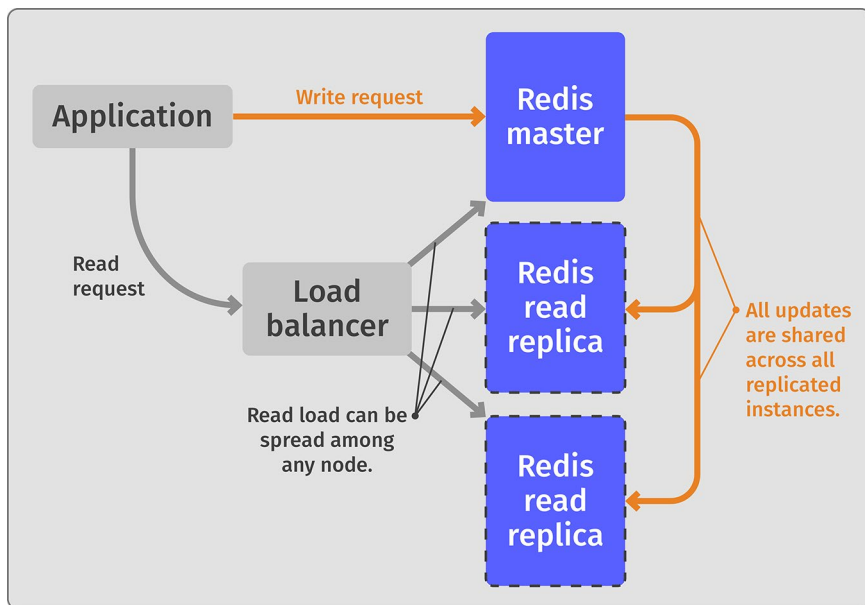 Application
Write request
Redis
master
Read
request
Load
balancer
Redis
read
replica
All updates
are shared
across all
replicated
instances.
Read load can be
spread among
any node.
Redis
read
replica